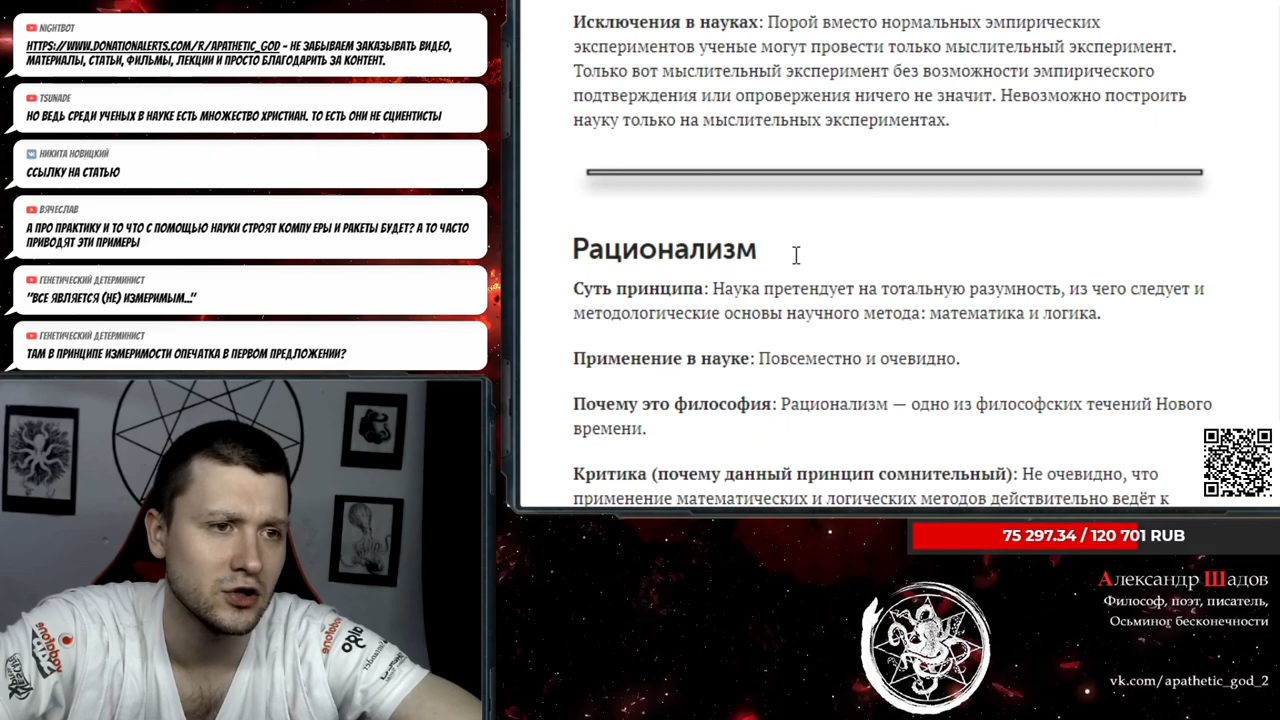 NIGHTBOT
HTTPS://WWW.DONATIONALERTS.COM/R/APATHETIC_GOD - НЕ ЗАБЫВАЕМ ЗАКАЗЫВАТЬ ВИДЕО,
МАТЕРИАЛЫ, СТАТЬИ, ФИЛЬМЫ, ЛЕКЦИИ И ПРОСТО БЛАГОДАРИТЬ ЗА КОНТЕНТ.
TSUNADE
НО ВЕДЬ СРЕДИ УЧЕНЫХ В НАУКЕ ЕСТЬ МНОЖЕСТВО ХРИСТИАН. ТО ЕСТЬ ОНИ НЕ СЦИЕНТИСТЫ
НИКИТА НОВИЦКИЙ
ССЫЛКУ НА СТАТЬЮ
ВЯЧЕСЛАВ
А ПРО ПРАКТИКУ И ТО ЧТО С ПОМОЩЬЮ НАУКИ СТРОЯТ КОМПУ ЕРЫ И РАКЕТЫ БУДЕТ? А ТО ЧАСТО
ПРИВОДЯТ ЭТИ ПРИМЕРЫ
ГЕНЕТИЧЕСКИЙ ДЕТЕРМИНИСТ
"ВСЕ ЯВЛЯЕТСЯ (НЕ) ИЗМЕРИМЫМ..."
ГЕНЕТИЧЕСКИЙ ДЕТЕРМИНИСТ
ТАМ В ПРИНЦИПЕ ИЗМЕРИМОСТИ ОПЕЧАТКА В ПЕРВОМ ПРЕДЛОЖЕНИИ?
Исключения в науках: Порой вместо нормальных эмпирических
экспериментов ученые могут провести только мыслительный эксперимент.
Только вот мыслительный эксперимент без возможности эмпирического
подтверждения или опровержения ничего не значит. Невозможно построить
науку только на мыслительных экспериментах.
Рационализм
Суть принципа: Наука претендует на тотальную разумность, из чего следует и
методологические основы научного метода: математика и логика.
Применение в науке: Повсеместно и очевидно.
Почему это философия: Рационализм — одно из философских течений Нового
времени.
Критика (почему данный принцип сомнительный): Не очевидно, что
применение математических и логических методов действительно ведёт к
75 297.34 / 120 701 RUB
Александр Шадов
Философ, поэт, писатель,
Осьминог бесконечности
vk.com/apathetic_god_2